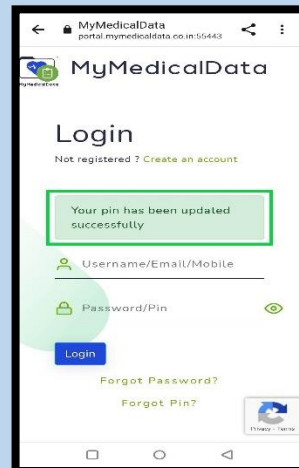 MyMedicalData
portal.mymedicaldata.co.in:55443
MyMedicalData
MyMedicalData
Login
Not registered ? Create an account
Your pin has been updated
successfully
Username/Email/Mobile
Password/Pin
Login
Forgot Password?
Forgot Pin?
Privacy - Terms